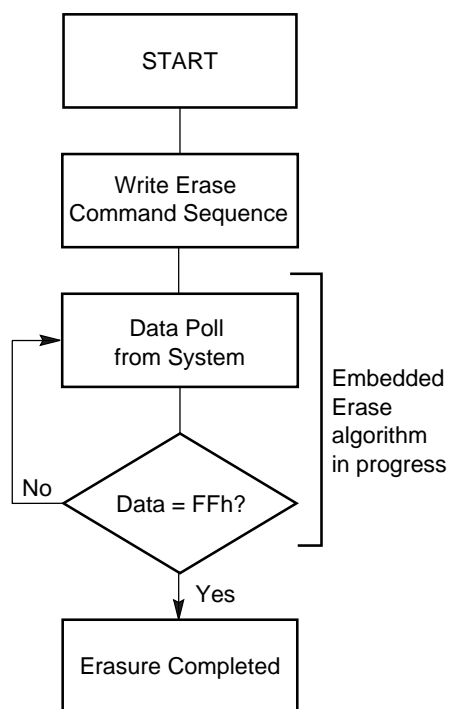 START
Write Erase
Command Sequence
Data Poll
from System
Embedded
Erase
algorithm
in progress
No
Data = FFh?
Yes
Erasure Completed